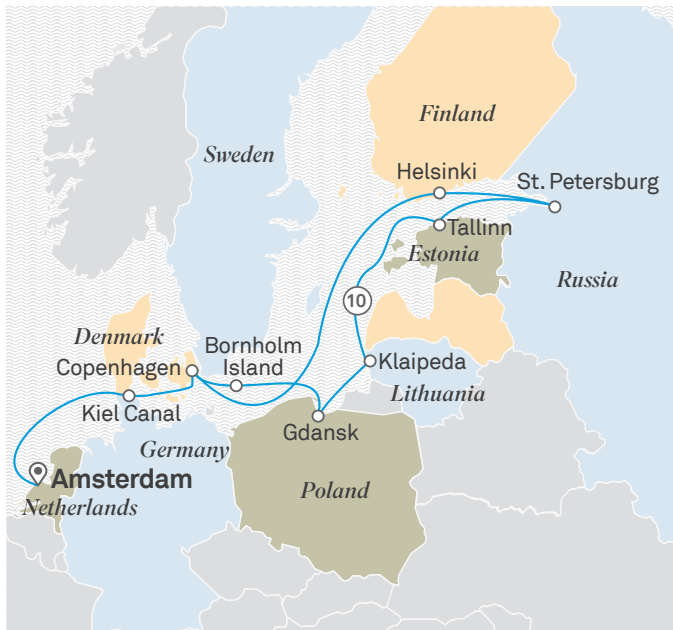 Finland
Sweden
Helsinki
St. Petersburg
Tallinn
Estonia
Russia
10
Denmark
Copenhagen
Bornholm
Island
Klaipeda
Lithuania
Kiel Canal
Germany
Gdansk
Amsterdam
Netherlands
Poland